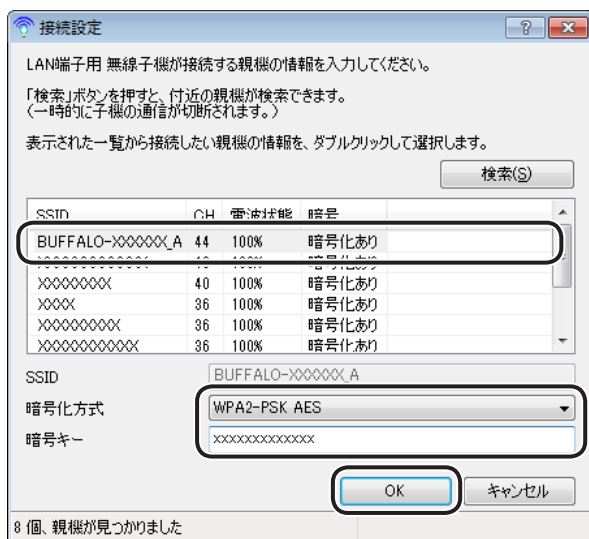 接続設定
LAN端子用 無線子機が接続する親機の情報を入力してください。
「検索」ボタンを押すと、付近の親機が検索できます。
(一時的に子機の通信が切断されます。)
表示された一覧から接続したい親機の情報を、ダブルクリックして選択します。
検索(S)
SSID CH 電波状態 暗号
BUFFALO-XXXXXX_A 44 100% 暗号化あり
XXXXXXXXX 40 100% 暗号化あり
XXXX 36 100% 暗号化あり
XXXXXXXXXX 36 100% 暗号化あり
XXXXXXXXXXXX 36 100% 暗号化あり
SSID BUFFALO-XXXXXX_A
暗号化方式 WPA2-PSK AES
暗号キー xxxxxxxxxxxxx
OK キャンセル
8 個、親機が見つかりました